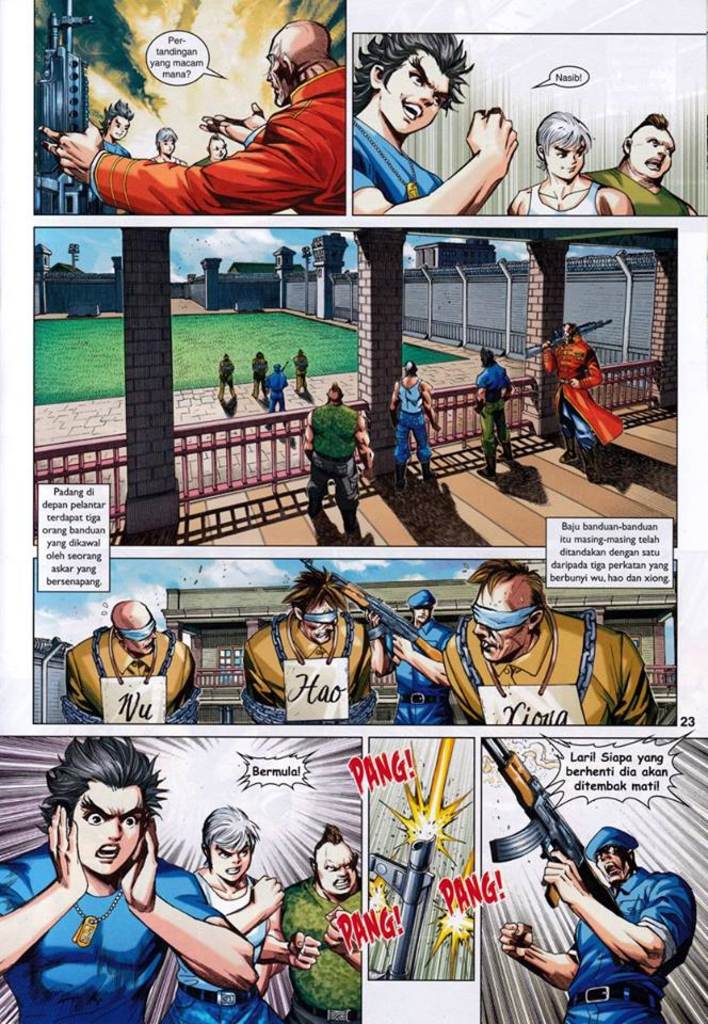 Per-
tandingan
yang macam
mana?
Nasib!
Padang di
depan pelantar
terdapat tiga
orang banduan
yang dikawal
oleh seorang
askar yang
bersenapang.
Baju banduan-banduan
itu masing-masing telah
ditandakan dengan satu
daripada tiga perkatan yang
berbunyi wu, hao dan xiong.
Wu
Hao
Xiong
23
Bermula!
PANG!
PANG!
PANG!
Lari! Siapa yang
berhenti dia akan
ditembak mati!